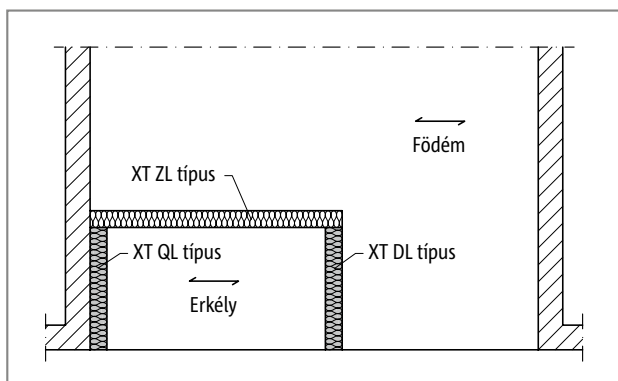 Födém
XT ZL típus
XT QL típus
XT DL típus
Erkély